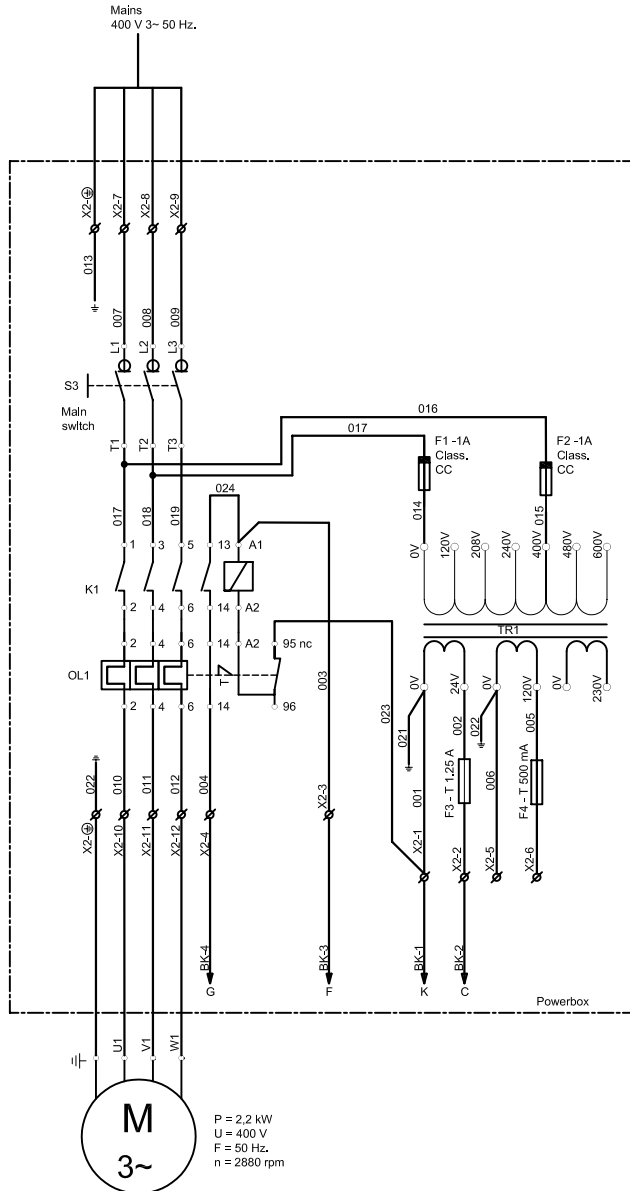 Mains
400 V 3~ 50 Hz.
X2-
X2-7
X2-8
X2-9
013
007
008
009
L1
L2
L3
S3
Main
switch
T1
T2
T3
016
017
F1 -1A
Class.
CC
F2 -1A
Class.
CC
024
017
018
019
014
015
1
3
5
13
A1
0V
120V
208V
240V
400V
480V
600V
K1
2
4
6
14
A2
TR1
2
4
6
14
A2
95 nc
OL1
T
003
023
0V
24V
0V
120V
0V
230V
2
4
6
14
96
021
002
022
005
022
010
011
012
004
X2-3
001
F3 - T 1.25 A
006
F4 - T 500 mA
X2-
X2-10
X2-11
X2-12
X2-4
X2-1
X2-2
X2-5
X2-6
BK-4
BK-3
BK-1
BK-2
G
F
K
C
Powerbox
U1
V1
W1
M
3~
P = 2,2 kW
U = 400 V
F = 50 Hz.
n = 2880 rpm